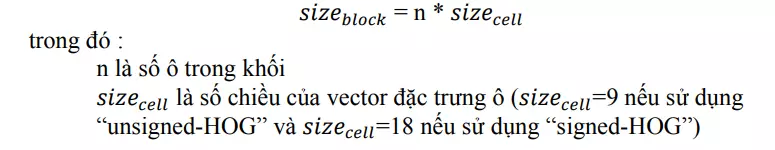 𝑠𝑖𝑧𝑒_{𝑏𝑙𝑜𝑐𝑘} = n * 𝑠𝑖𝑧𝑒_{𝑐𝑒𝑙𝑙}
trong đó :
n là số ô trong khối
𝑠𝑖𝑧𝑒_{𝑐𝑒𝑙𝑙} là số chiều của vector đặc trưng ô (𝑠𝑖𝑧𝑒_{𝑐𝑒𝑙𝑙}=9 nếu sử dụng
“unsigned-HOG” và 𝑠𝑖𝑧𝑒_{𝑐𝑒𝑙𝑙}=18 nếu sử dụng “signed-HOG”)